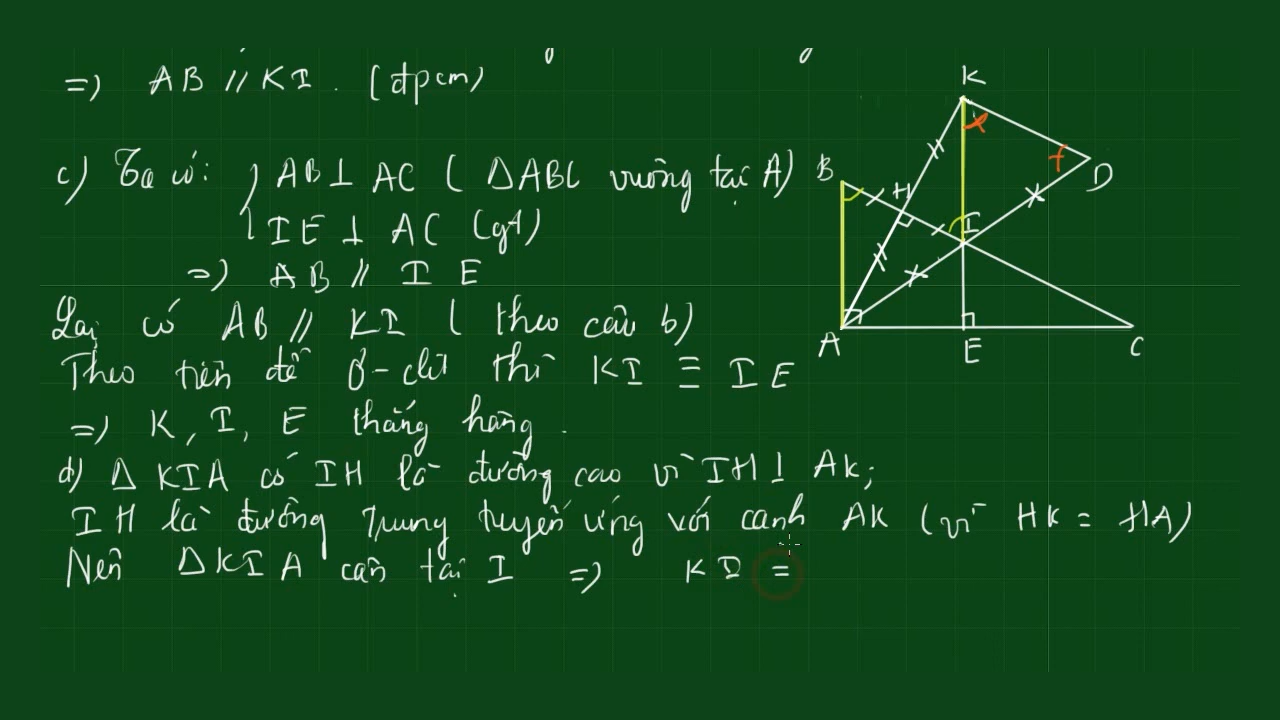 => AB // KI . (đpcm)
c) Ta có: { AB ⊥ AC ( ΔABC vuông tại A)
IE ⊥ AC (gt)
=> AB // IE
Lại có AB // KI ( theo câu b)
Theo tiên đề Ơ-clit thì KI ≡ IE
=> K, I, E thẳng hàng .
d) Δ KIA có IH là đường cao vì IH ⊥ AK;
IH là đường trung tuyến ứng với cạnh AK (vì HK = HA)
Nên ΔKIA cân tại I => KI =
K
B
H
D
I
A
E
C